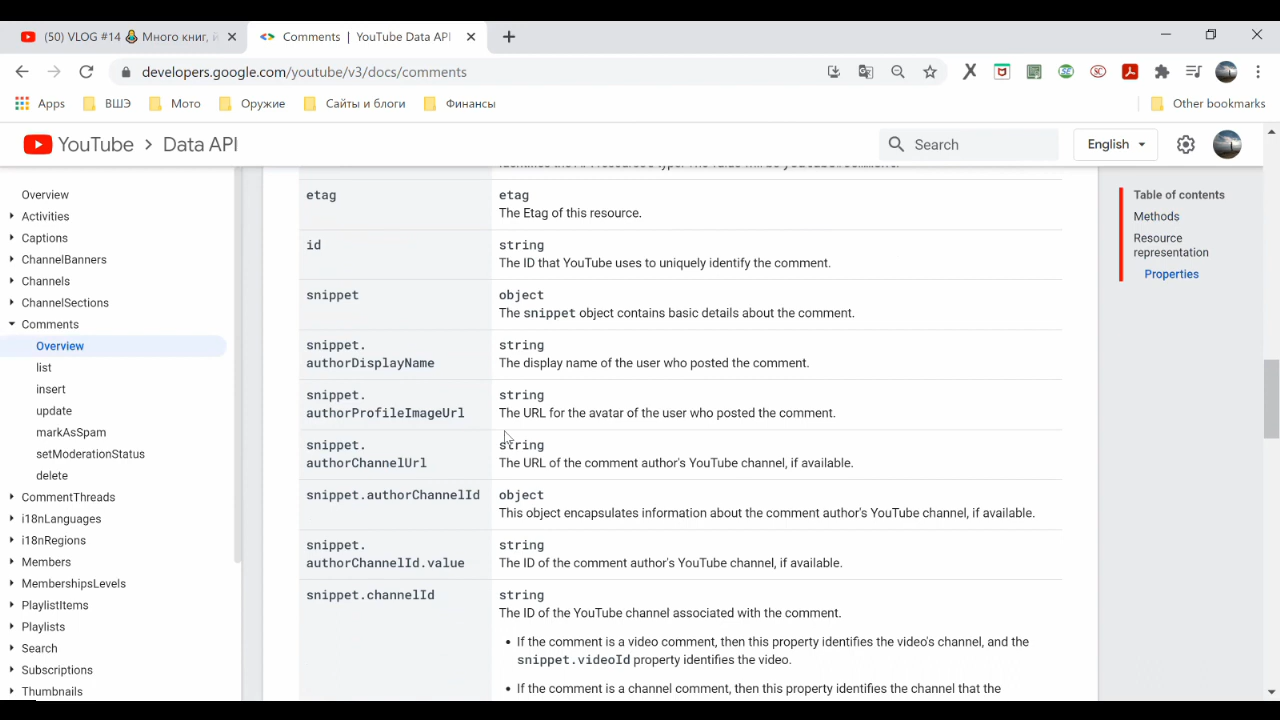 (50) VLOG #14 Много книг,
Comments | YouTube Data API
developers.google.com/youtube/v3/docs/comments
Apps ВШЭ Мото Оружие Сайты и блоги Финансы Other bookmarks
YouTube > Data API
Search
English
Overview
Activities
Captions
ChannelBanners
Channels
ChannelSections
Comments
Overview
list
insert
update
markAsSpam
setModerationStatus
delete
CommentThreads
i18nLanguages
i18nRegions
Members
MembershipsLevels
PlaylistItems
Playlists
Search
Subscriptions
Thumbnails
etag
etag
The Etag of this resource.
id
string
The ID that YouTube uses to uniquely identify the comment.
snippet
object
The snippet object contains basic details about the comment.
snippet.
authorDisplayName
string
The display name of the user who posted the comment.
snippet.
authorProfileImageUrl
string
The URL for the avatar of the user who posted the comment.
snippet.
authorChannelUrl
string
The URL of the comment author's YouTube channel, if available.
snippet.authorChannelId
object
This object encapsulates information about the comment author's YouTube channel, if available.
snippet.
authorChannelId.value
string
The ID of the comment author's YouTube channel, if available.
snippet.channelId
string
The ID of the YouTube channel associated with the comment.
• If the comment is a video comment, then this property identifies the video's channel, and the
snippet.videoId property identifies the video.
• If the comment is a channel comment, then this property identifies the channel that the
Table of contents
Methods
Resource
representation
Properties